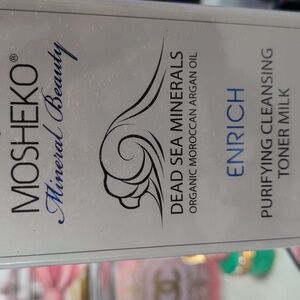 MOSHEKO®
Mineral Beauty
DEAD SEA MINERALS
ORGANIC MOROCCAN ARGAN OIL
ENRICH
PURIFYING CLEANSING
TONER MILK